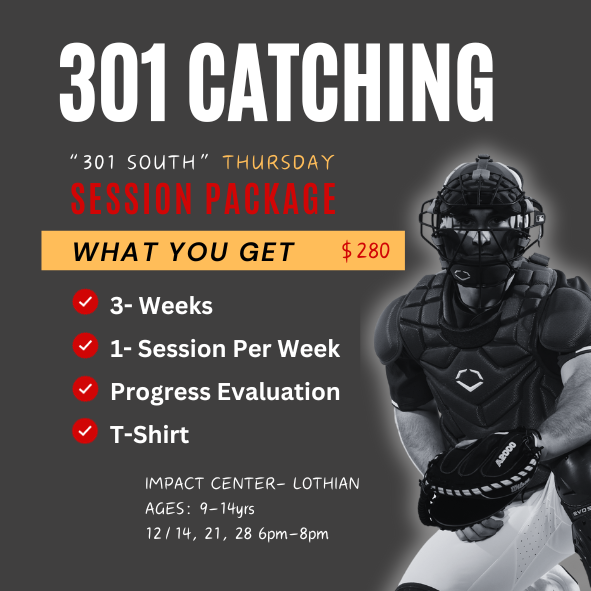 301 CATCHING
"301 SOUTH" THURSDAY
SESSION PACKAGE
WHAT YOU GET $280
3- Weeks
1- Session Per Week
Progress Evaluation
T-Shirt
IMPACT CENTER- LOTHIAN
AGES: 9-14yrs
12/14, 21, 28 6pm-8pm
A2000